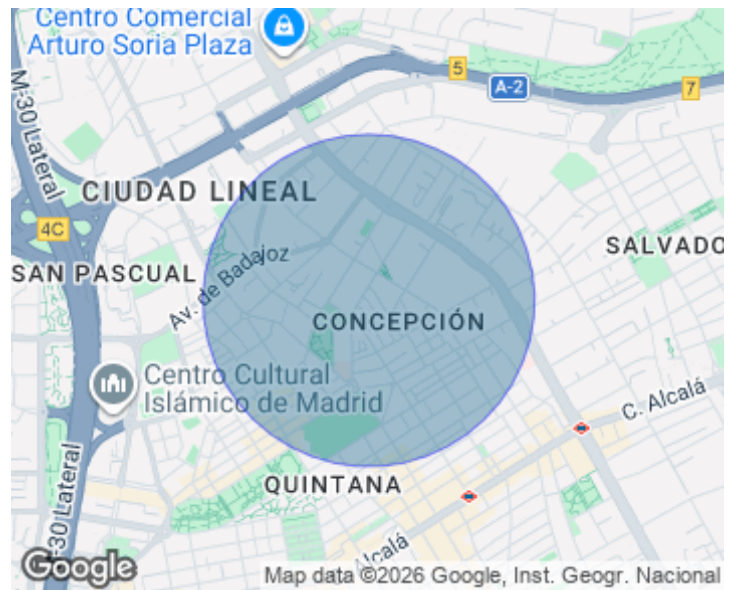 Centro Comercial
Arturo Soria Plaza
5
A-2
7
M-30 Lateral
CIUDAD LINEAL
4C
SALVADO
SAN PASCUAL
Av. de Badajoz
CONCEPCIÓN
Centro Cultural
Islámico de Madrid
C. Alcalá
QUINTANA
-30 Lateral
Alcalá
Google
Map data ©2026 Google, Inst. Geogr. Nacional